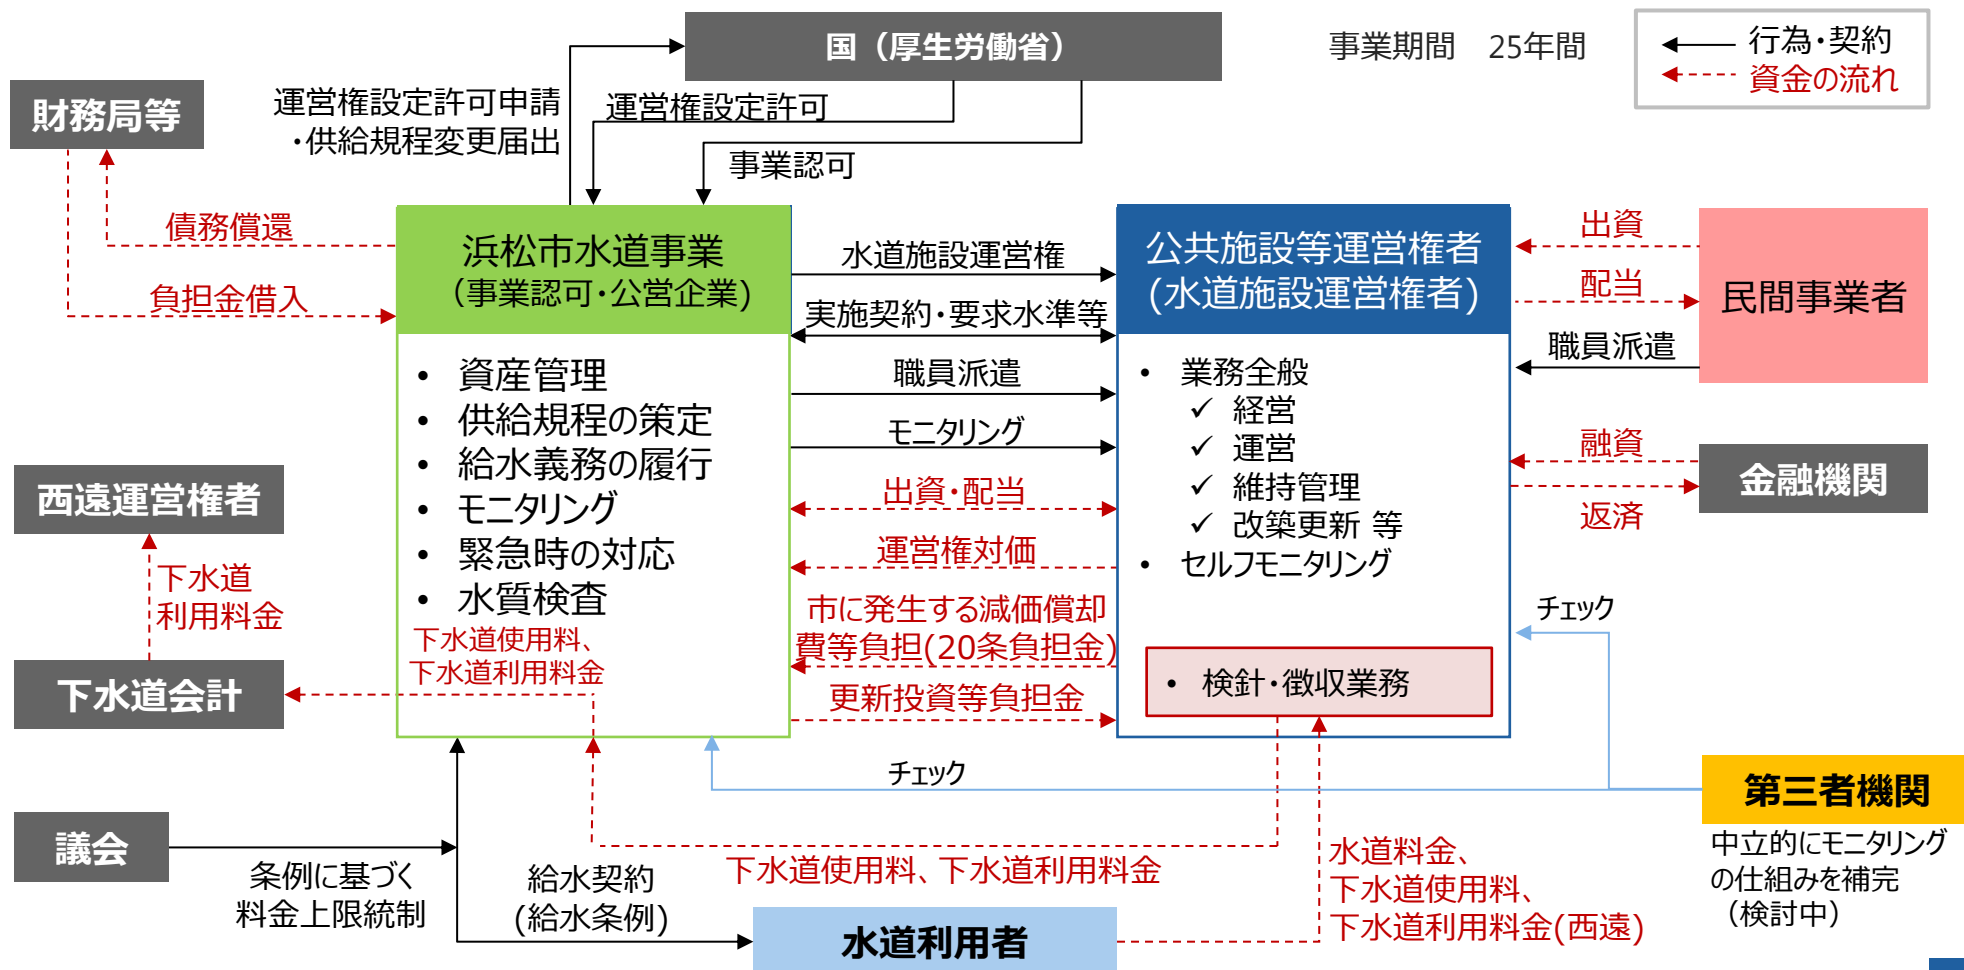 国（厚生労働省）
事業期間　25年間
行為・契約
資金の流れ
財務局等
運営権設定許可申請
・供給規程変更届出
運営権設定許可
事業認可
債務償還
負担金借入
浜松市水道事業
（事業認可・公営企業）
• 資産管理
• 供給規程の策定
• 給水義務の履行
• モニタリング
• 緊急時の対応
• 水質検査
下水道使用料、
下水道利用料金
水道施設運営権
実施契約・要求水準等
職員派遣
モニタリング
出資・配当
運営権対価
市に発生する減価償却
費等負担(20条負担金)
更新投資等負担金
公共施設等運営権者
(水道施設運営権者)
• 業務全般
✓ 経営
✓ 運営
✓ 維持管理
✓ 改築更新 等
• セルフモニタリング
• 検針・徴収業務
出資
配当
職員派遣
民間事業者
融資
返済
金融機関
西遠運営権者
下水道
利用料金
下水道会計
チェック
チェック
第三者機関
中立的にモニタリング
の仕組みを補完
（検討中）
議会
条例に基づく
料金上限統制
給水契約
(給水条例)
下水道使用料、下水道利用料金
水道料金、
下水道使用料、
下水道利用料金(西遠)
水道利用者